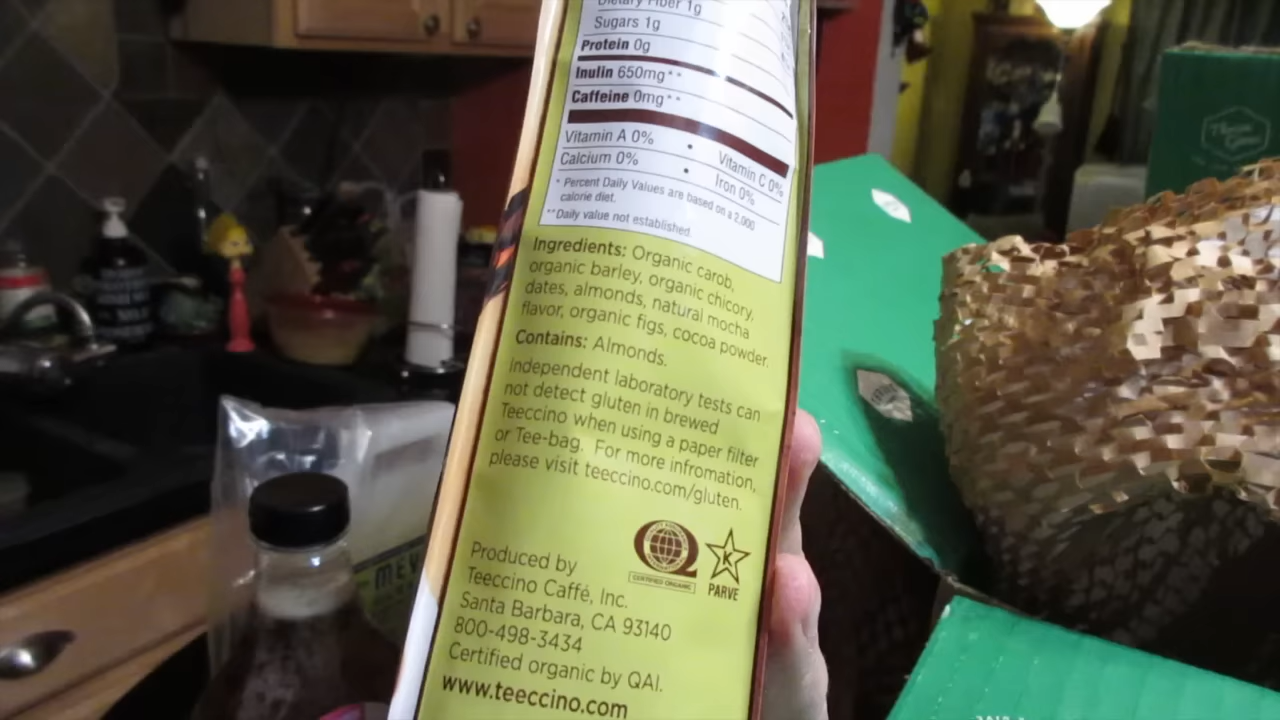 Dietary Fiber 1g
Sugars 1g
Protein 0g
Inulin 650mg**
Caffeine 0mg**
Vitamin A 0% • Vitamin C 0%
Calcium 0% • Iron 0%
* Percent Daily Values are based on a 2,000
calorie diet.
**Daily value not established.
Ingredients: Organic carob,
organic barley, organic chicory,
dates, almonds, natural mocha
flavor, organic figs, cocoa powder.
Contains: Almonds.
Independent laboratory tests can
not detect gluten in brewed
Teeccino when using a paper filter
or Tee-bag. For more infromation,
please visit teeccino.com/gluten.
CERTIFIED ORGANIC
K
PARVE
Produced by
Teeccino Caffé, Inc.
Santa Barbara, CA 93140
800-498-3434
Certified organic by QAI.
www.teeccino.com